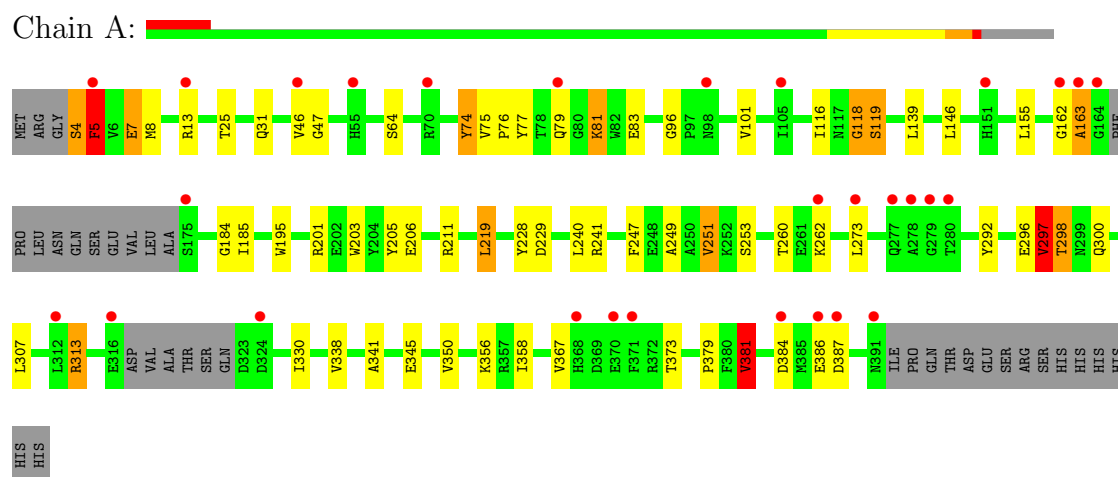 Chain A:
MET ARG GLY S4 F5 V6 E7 M8 R13 T25 Q31 V46 G47 H55 S64 R70 Y74 V75 P76 Y77 T78 Q79 G80 K81 W82 E83 G96 P97 N98 V101 I105 I116 N117 G118 S119 L139 L146 H151 L155 G162 A163 G164 PHE
PRO LEU ASN GLN SER GLU VAL LEU ALA S175 G184 I185 W195 R201 E202 W203 Y204 Y205 E206 R211 L219 Y228 D229 L240 R241 F247 E248 A249 A250 V251 K252 S253 T260 E261 K262 L273 Q277 A278 G279 T280 Y292 E296 V297 T298 N299 Q300
L307 L312 R313 E316 ASP VAL ALA THR SER GLN D323 D324 I330 V338 A341 E345 V350 K356 R357 I358 V367 H368 D369 E370 F371 R372 T373 P379 F380 V381 D384 M385 E386 D387 N391 ILE PRO GLN THR ASP GLU SER ARG SER HIS HIS HIS HIS
HIS HIS